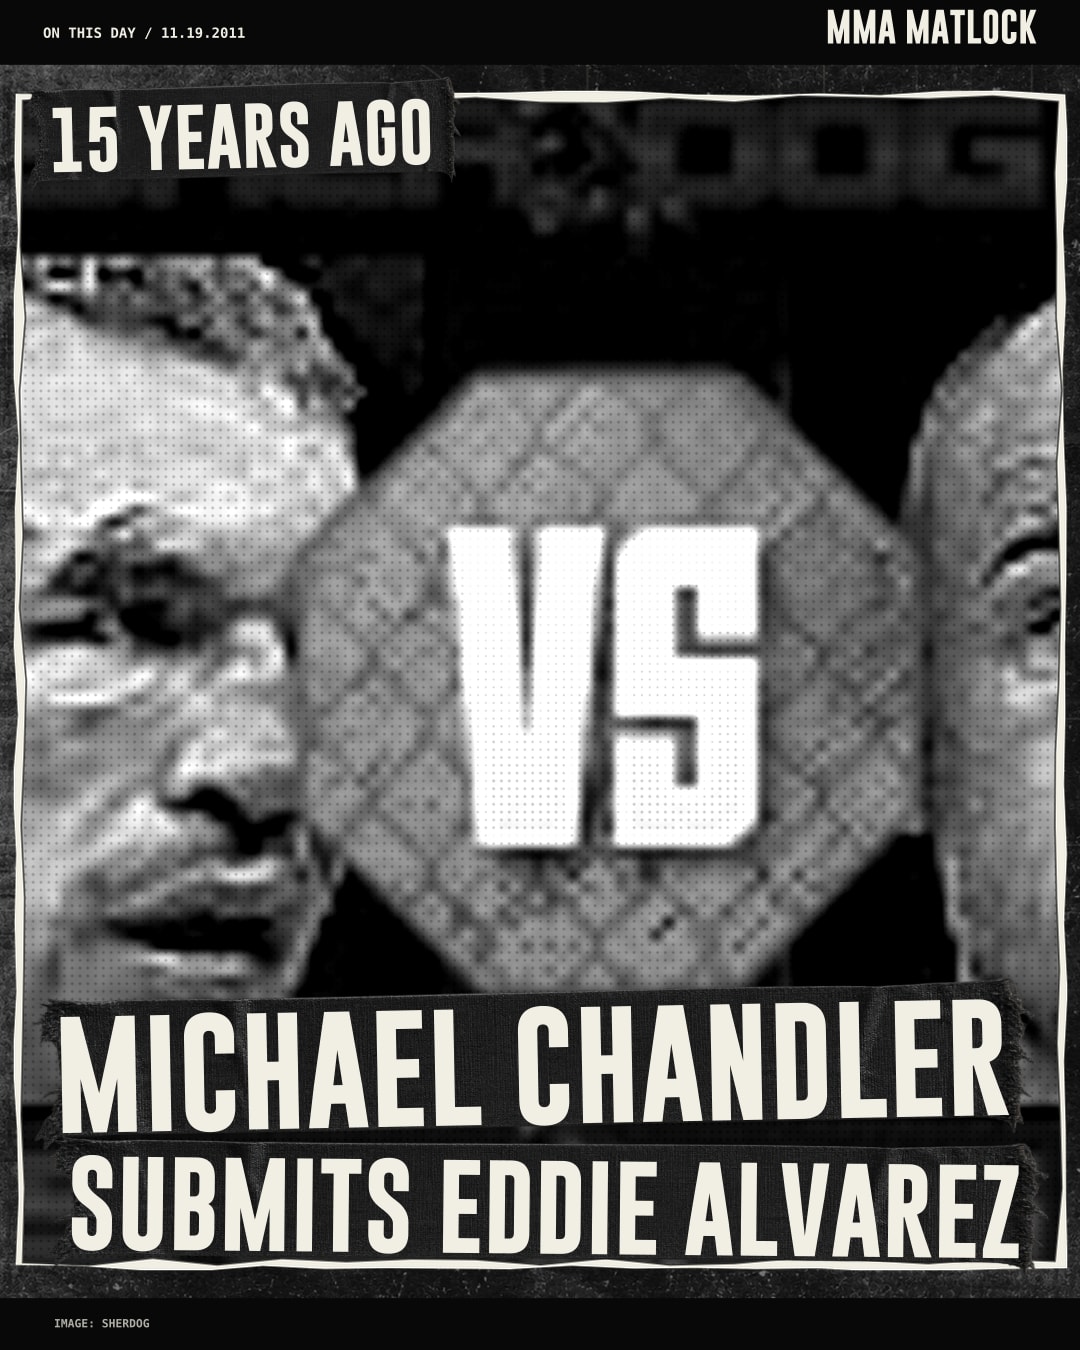 ON THIS DAY / 11.19.2011
MMA MATLOCK
15 YEARS AGO
DOG
VS
MICHAEL CHANDLER
SUBMITS EDDIE ALVAREZ
IMAGE: SHERDOG